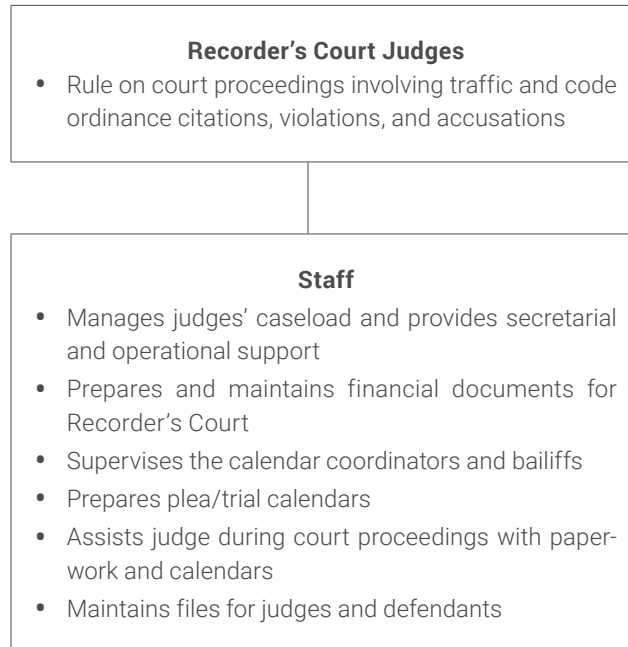 Recorder’s Court Judges
• Rule on court proceedings involving traffic and code
ordinance citations, violations, and accusations
Staff
• Manages judges’ caseload and provides secretarial
and operational support
• Prepares and maintains financial documents for
Recorder’s Court
• Supervises the calendar coordinators and bailiffs
• Prepares plea/trial calendars
• Assists judge during court proceedings with paper-
work and calendars
• Maintains files for judges and defendants